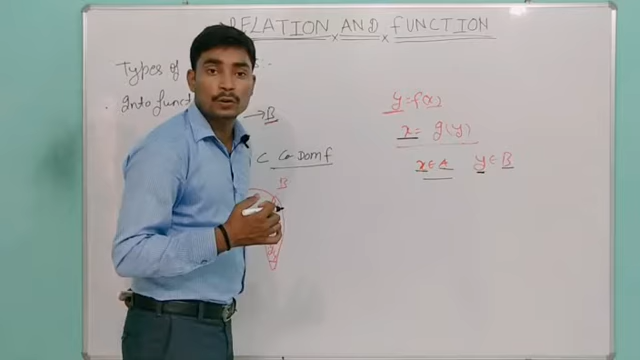 RELATION AND FUNCTION
Types of
Into funct
→ B
y = f(x)
x = g(y)
C Co Dom f
x ∈ A y ∈ B
B